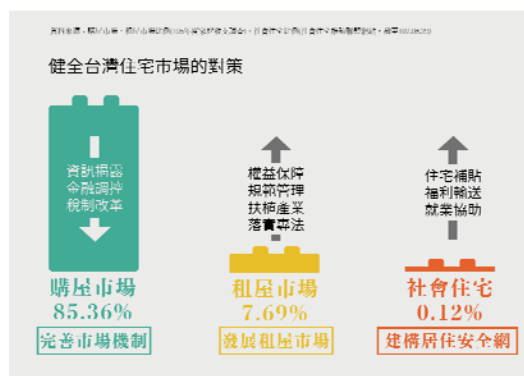 健全台灣住宅市場的對策
資訊揭露
金融調控
稅制改革
權益保障
規範管理
扶植產業
落實專法
住宅補貼
福利輸送
就業協助
購屋市場
85.36%
完善市場機制
租屋市場
7.69%
發展租屋市場
社會住宅
0.12%
建構居住安全網